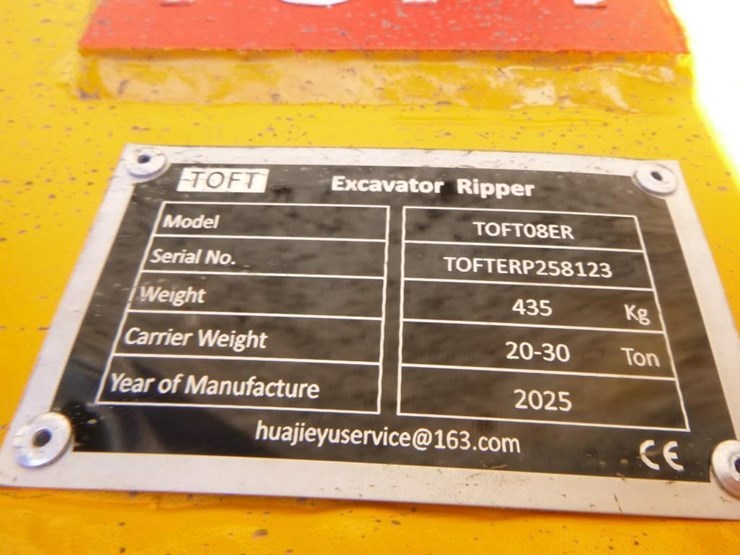 TOFT Excavator Ripper
Model TOFT08ER
Serial No. TOFTERP258123
Weight 435 Kg
Carrier Weight 20-30 Ton
Year of Manufacture 2025
huajieyuservice@163.com CE